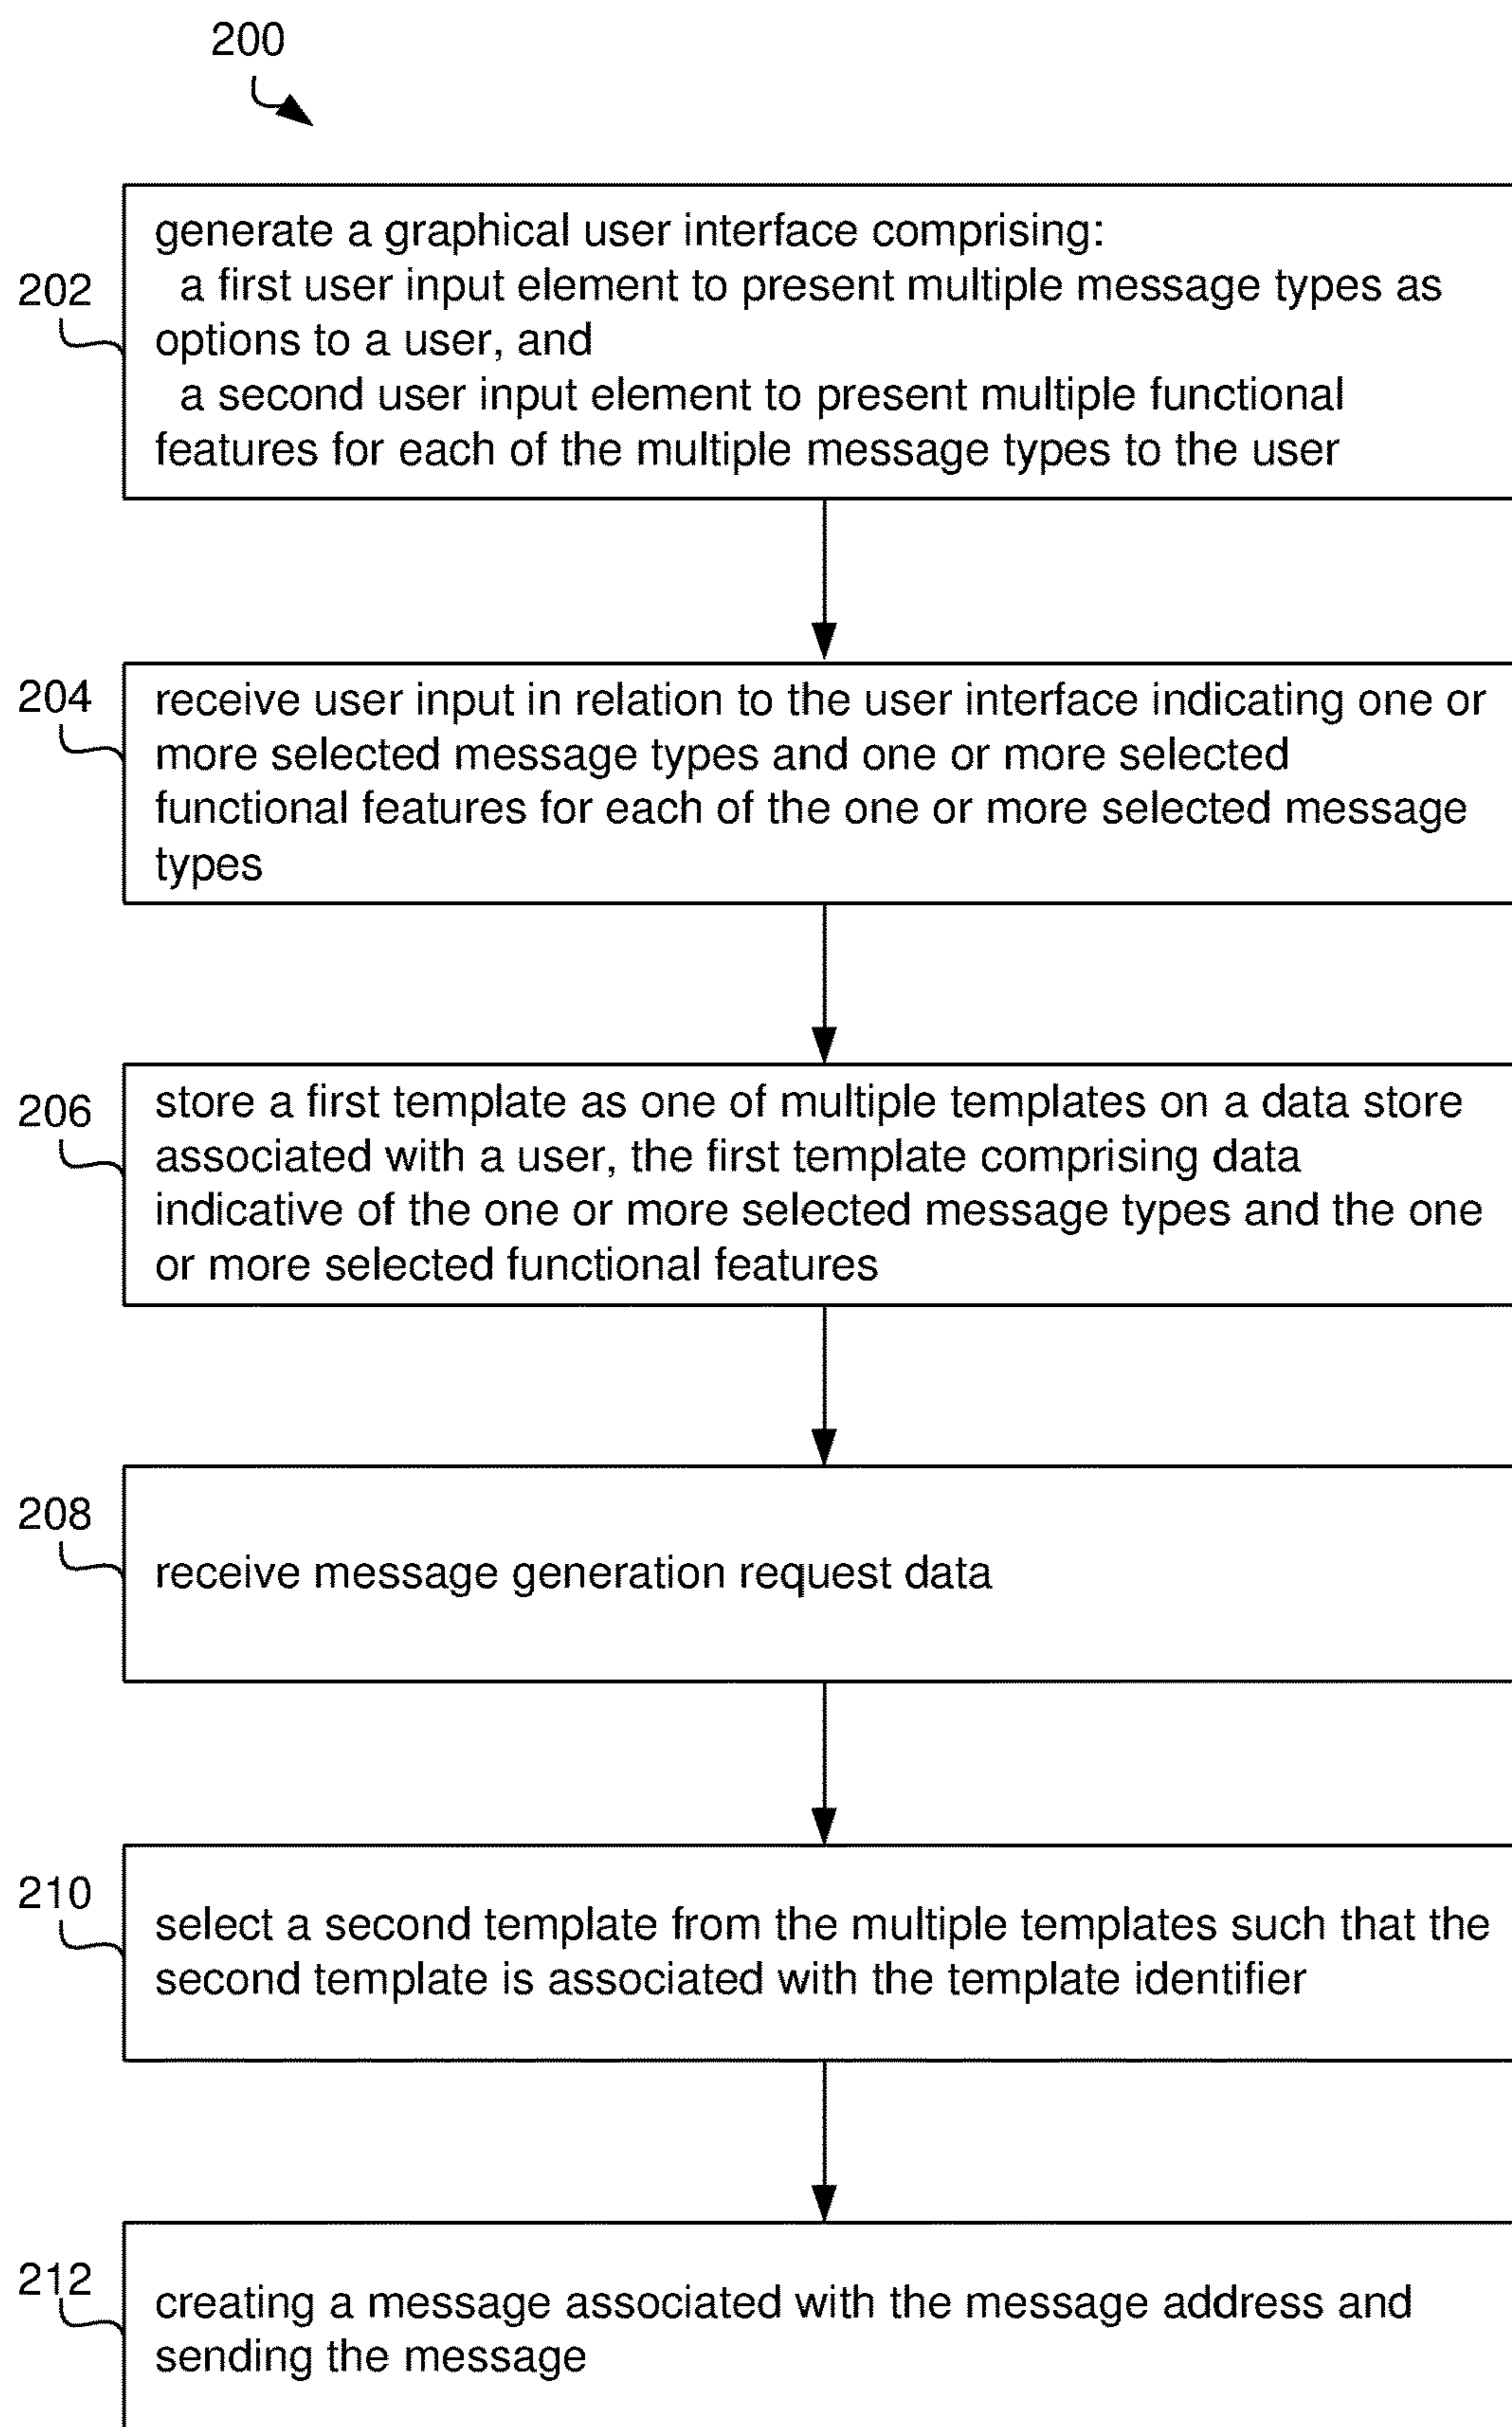 200
202
generate a graphical user interface comprising:
a first user input element to present multiple message types as
options to a user, and
a second user input element to present multiple functional
features for each of the multiple message types to the user
204
receive user input in relation to the user interface indicating one or
more selected message types and one or more selected
functional features for each of the one or more selected message
types
206
store a first template as one of multiple templates on a data store
associated with a user, the first template comprising data
indicative of the one or more selected message types and the one
or more selected functional features
208
receive message generation request data
210
select a second template from the multiple templates such that the
second template is associated with the template identifier
212
creating a message associated with the message address and
sending the message